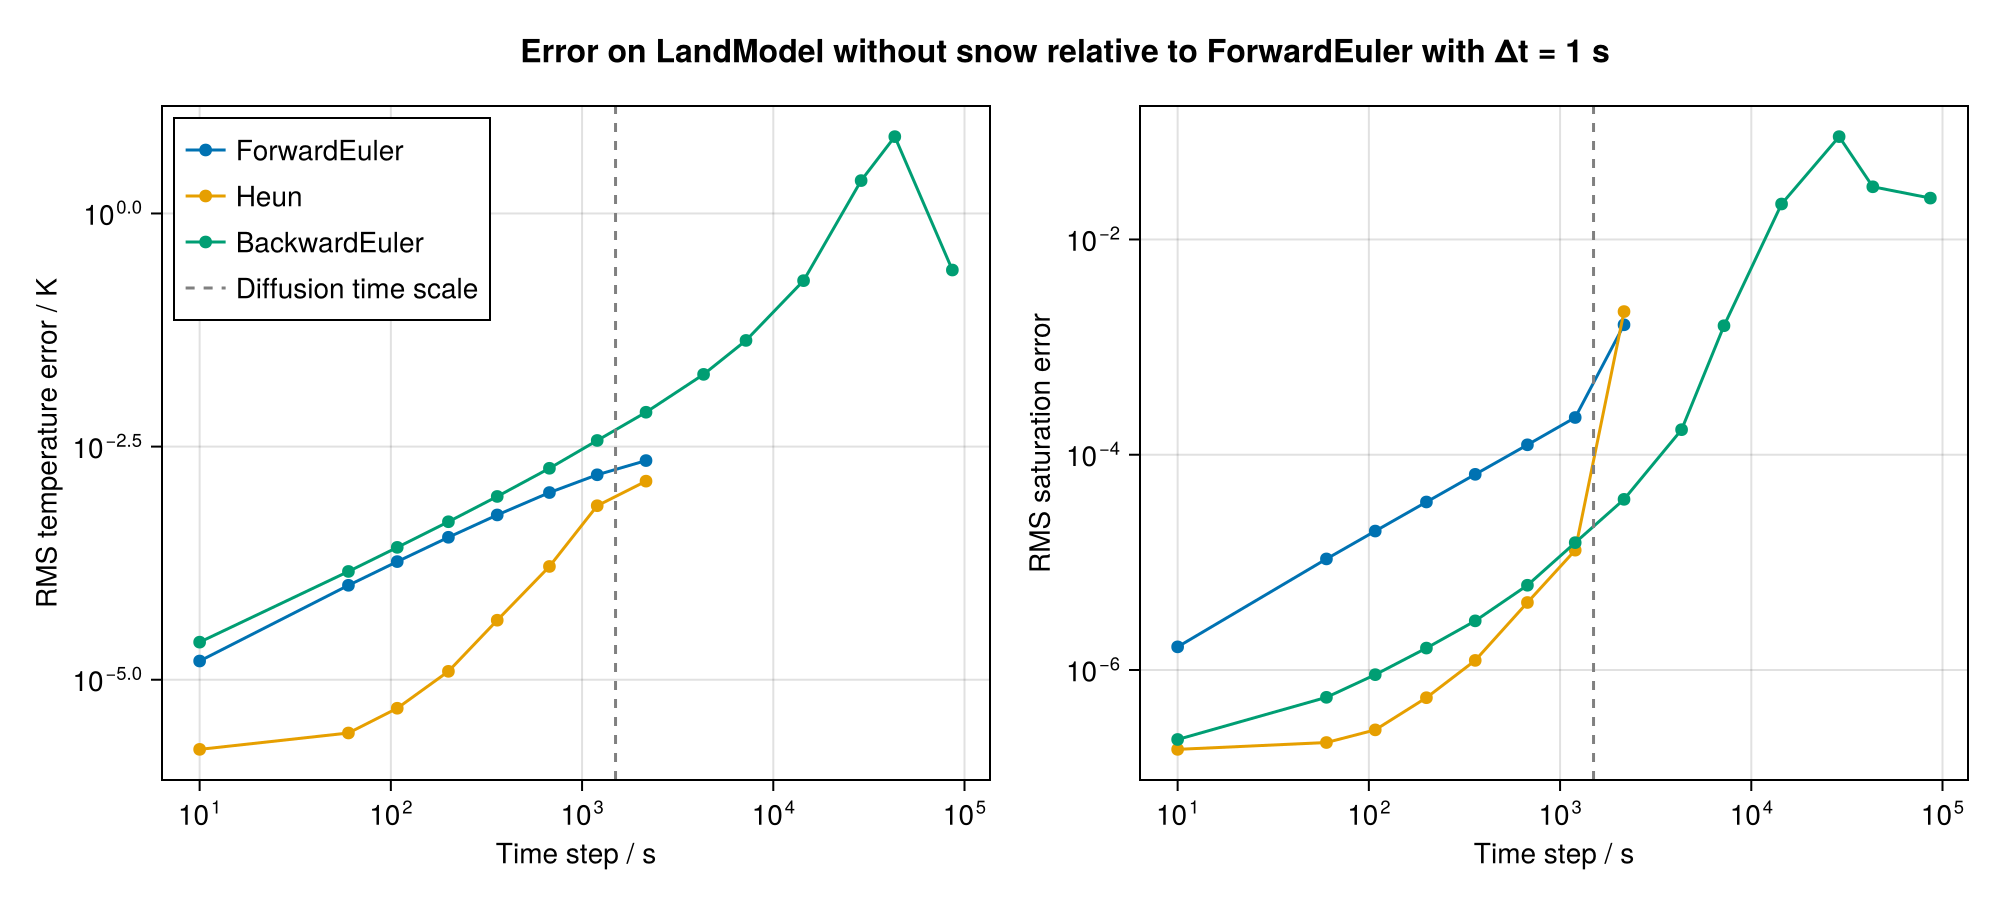 Error on LandModel without snow relative to ForwardEuler with Δt = 1 s
ForwardEuler
Heun
BackwardEuler
Diffusion time scale
RMS temperature error / K
10^0.0
10^−2.5
10^−5.0
10^1
10^2
10^3
10^4
10^5
Time step / s
RMS saturation error
10^−2
10^−4
10^−6
10^1
10^2
10^3
10^4
10^5
Time step / s